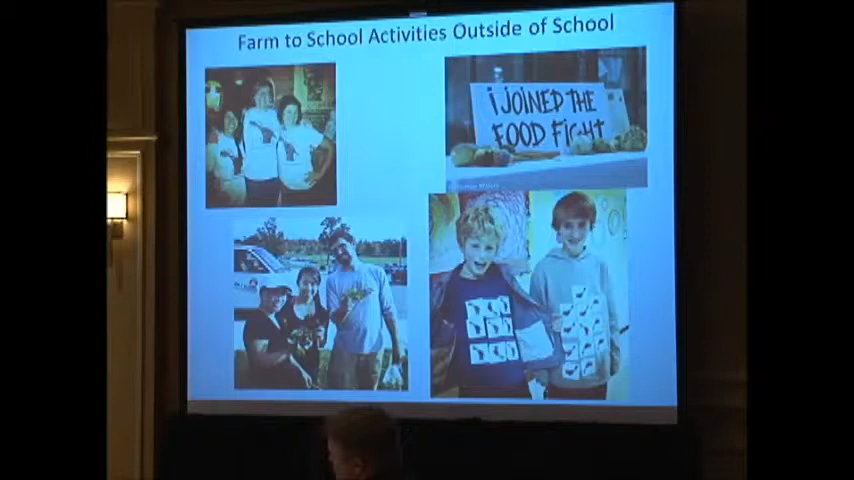 Farm to School Activities Outside of School
i JOiNED THE
FOOD FiGHT